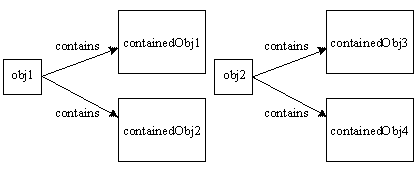 contains
containedObj1
obj1
contains
containedObj2
contains
containedObj3
obj2
contains
containedObj4